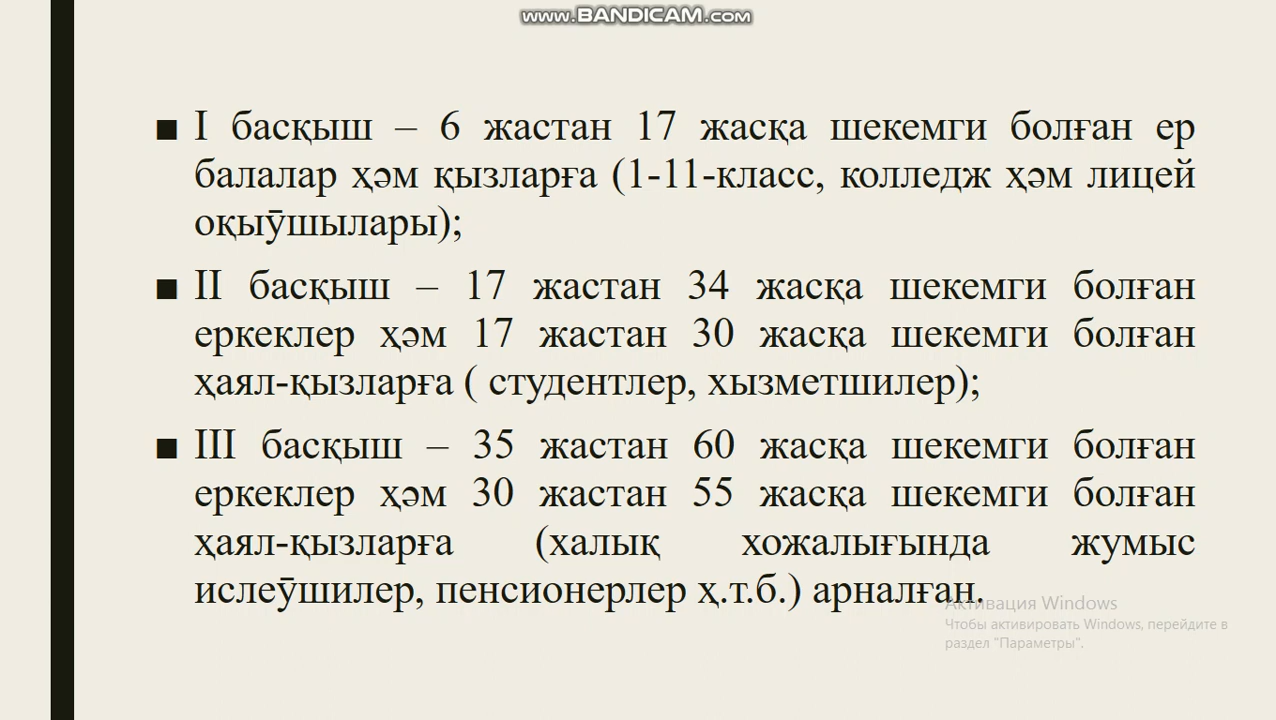 www.BANDICAM.com
■ I басқыш – 6 жастан 17 жасқа шекемги болған ер
балалар ҳәм қызларға (1-11-класс, колледж ҳәм лицей
оқыӯшылары);
■ II басқыш – 17 жастан 34 жасқа шекемги болған
еркеклер ҳәм 17 жастан 30 жасқа шекемги болған
ҳаял-қызларға ( студентлер, хызметшилер);
■ III басқыш – 35 жастан 60 жасқа шекемги болған
еркеклер ҳәм 30 жастан 55 жасқа шекемги болған
ҳаял-қызларға (халық хожалығында жумыс
ислеӯшилер, пенсионерлер ҳ.т.б.) арналған.
Активация Windows
Чтобы активировать Windows, перейдите в
раздел "Параметры".